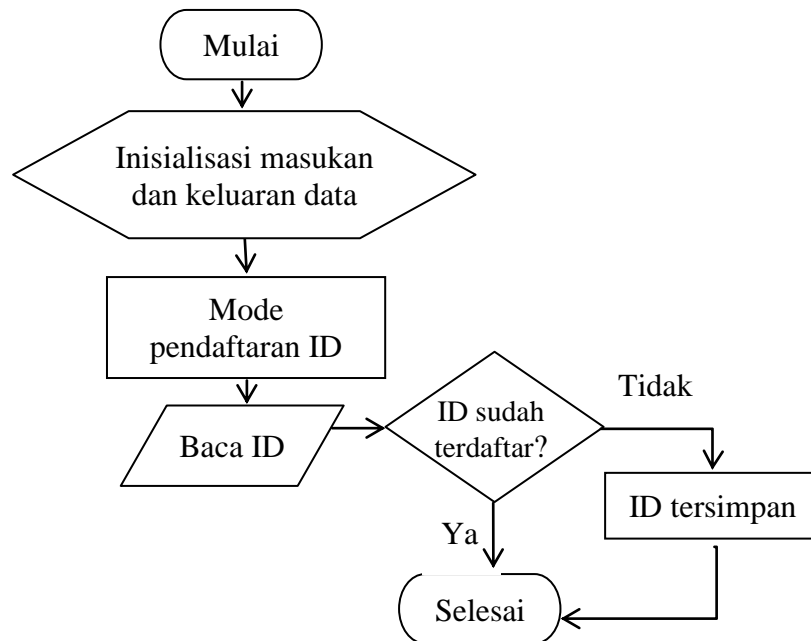 Mulai
Inisialisasi masukan
dan keluaran data
Mode
pendaftaran ID
Baca ID
ID sudah
terdaftar?
Tidak
ID tersimpan
Ya
Selesai